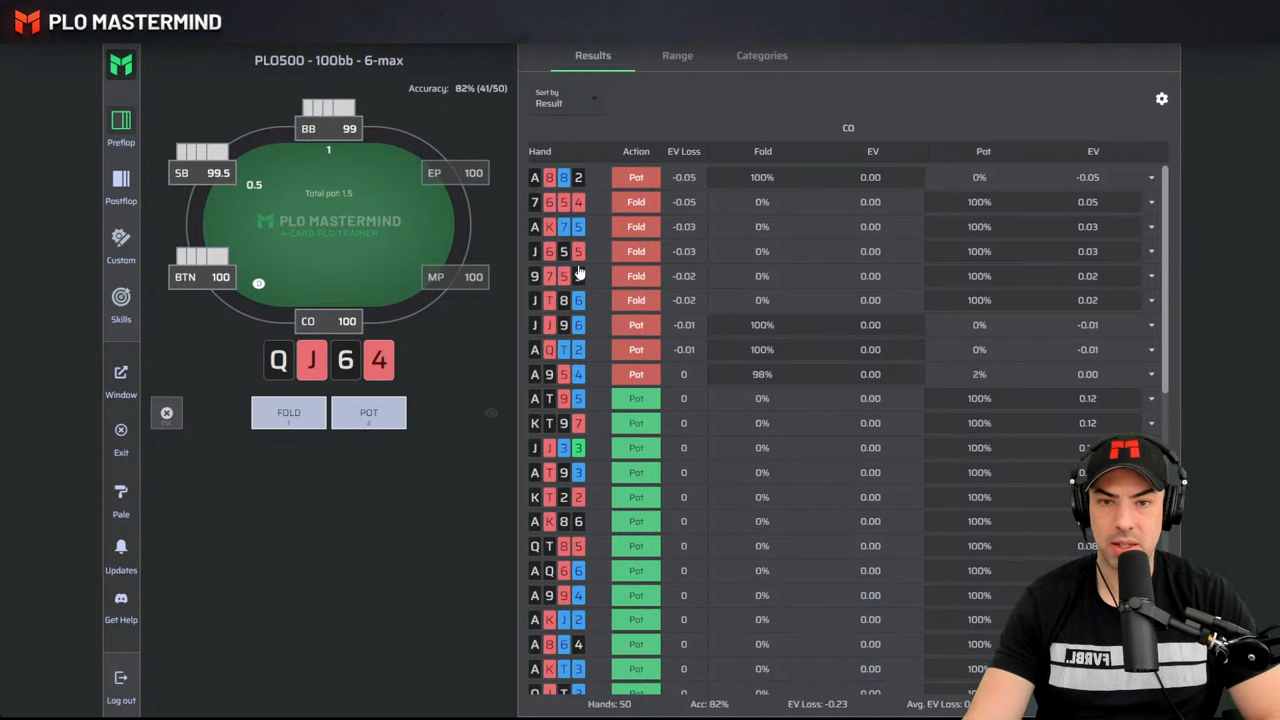 PLO MASTERMIND
PLO500 - 100bb - 6-max
Accuracy: 82% (41/50)
BB 99
1
SB 99.5
0.5
EP 100
Total pot: 1.5
PLO MASTERMIND
4-CARD PLO TRAINER
BTN 100
D
MP 100
CO 100
Q J 6 4
ESC
FOLD
1
POT
2
Preflop
Postflop
Custom
Skills
Window
Exit
Pale
Updates
Get Help
Log out
Results Range Categories
Sort by
Result
CO
Hand Action EV Loss Fold EV Pot EV
A 8 8 2 Pot -0.05 100% 0.00 0% -0.05
7 6 5 4 Fold -0.05 0% 0.00 100% 0.05
A K 7 5 Fold -0.03 0% 0.00 100% 0.03
J 6 5 5 Fold -0.03 0% 0.00 100% 0.03
9 7 5 Fold -0.02 0% 0.00 100% 0.02
J T 8 6 Fold -0.02 0% 0.00 100% 0.02
J J 9 6 Pot -0.01 100% 0.00 0% -0.01
A Q T 2 Pot -0.01 100% 0.00 0% -0.01
A 9 5 4 Pot 0 98% 0.00 2% 0.00
A T 9 5 Pot 0 0% 0.00 100% 0.12
K T 9 7 Pot 0 0% 0.00 100% 0.12
J J 3 3 Pot 0 0% 0.00 100%
A T 9 3 Pot 0 0% 0.00 100%
K T 2 2 Pot 0 0% 0.00 100%
A K 8 6 Pot 0 0% 0.00 100%
Q T 8 5 Pot 0 0% 0.00 100%
A Q 6 6 Pot 0 0% 0.00 100%
A 9 9 4 Pot 0 0% 0.00 100%
A K J 2 Pot 0 0% 0.00 100%
A 8 6 4 Pot 0 0% 0.00 100%
A K T 3 Pot 0 0% 0.00 100%
Hands: 50 Acc: 82% EV Loss: -0.23 Avg. EV Loss:
FVRBL.